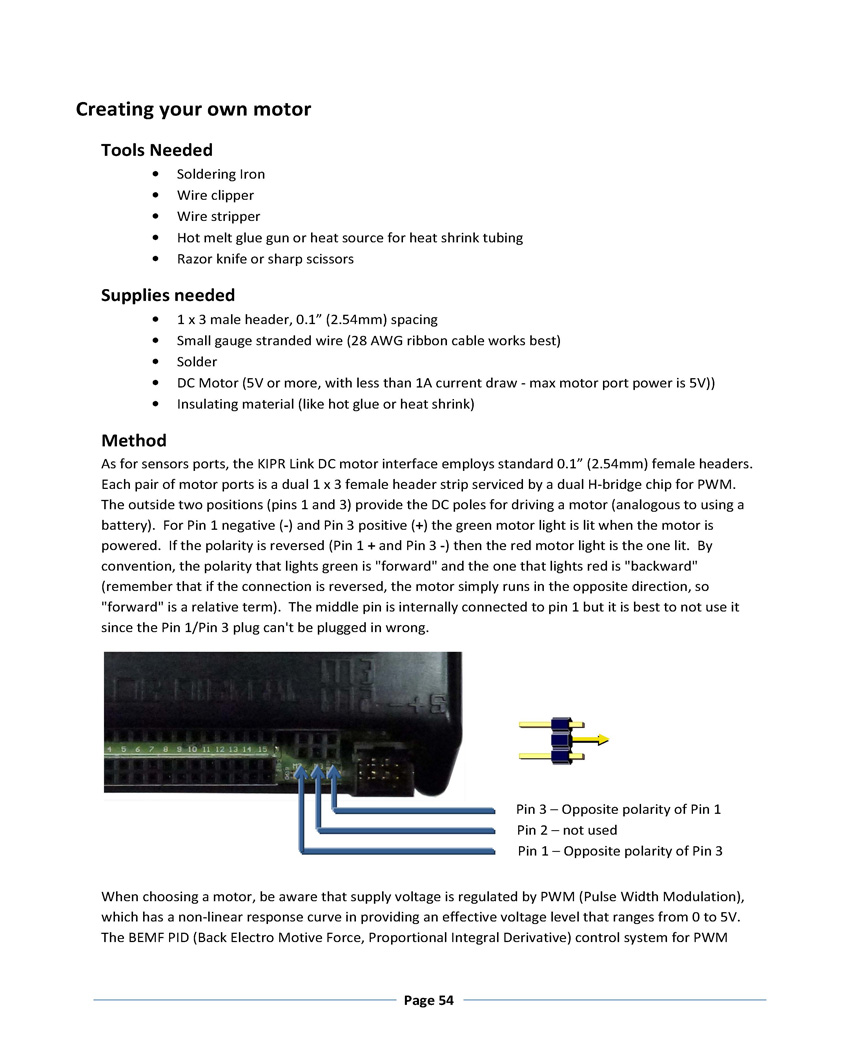 Creating your own motor
Tools Needed
• Soldering Iron
• Wire clipper
• Wire stripper
• Hot melt glue gun or heat source for heat shrink tubing
• Razor knife or sharp scissors
Supplies needed
• 1 x 3 male header, 0.1” (2.54mm) spacing
• Small gauge stranded wire (28 AWG ribbon cable works best)
• Solder
• DC Motor (5V or more, with less than 1A current draw - max motor port power is 5V))
• Insulating material (like hot glue or heat shrink)
Method
As for sensors ports, the KIPR Link DC motor interface employs standard 0.1” (2.54mm) female headers.
Each pair of motor ports is a dual 1 x 3 female header strip serviced by a dual H-bridge chip for PWM.
The outside two positions (pins 1 and 3) provide the DC poles for driving a motor (analogous to using a
battery). For Pin 1 negative (-) and Pin 3 positive (+) the green motor light is lit when the motor is
powered. If the polarity is reversed (Pin 1 + and Pin 3 -) then the red motor light is the one lit. By
convention, the polarity that lights green is "forward" and the one that lights red is "backward"
(remember that if the connection is reversed, the motor simply runs in the opposite direction, so
"forward" is a relative term). The middle pin is internally connected to pin 1 but it is best to not use it
since the Pin 1/Pin 3 plug can't be plugged in wrong.
DIGITAL
-+S
4 5 6 7 8 9 10 11 12 13 14 15
Pin 3 – Opposite polarity of Pin 1
Pin 2 – not used
Pin 1 – Opposite polarity of Pin 3
When choosing a motor, be aware that supply voltage is regulated by PWM (Pulse Width Modulation),
which has a non-linear response curve in providing an effective voltage level that ranges from 0 to 5V.
The BEMF PID (Back Electro Motive Force, Proportional Integral Derivative) control system for PWM
Page 54